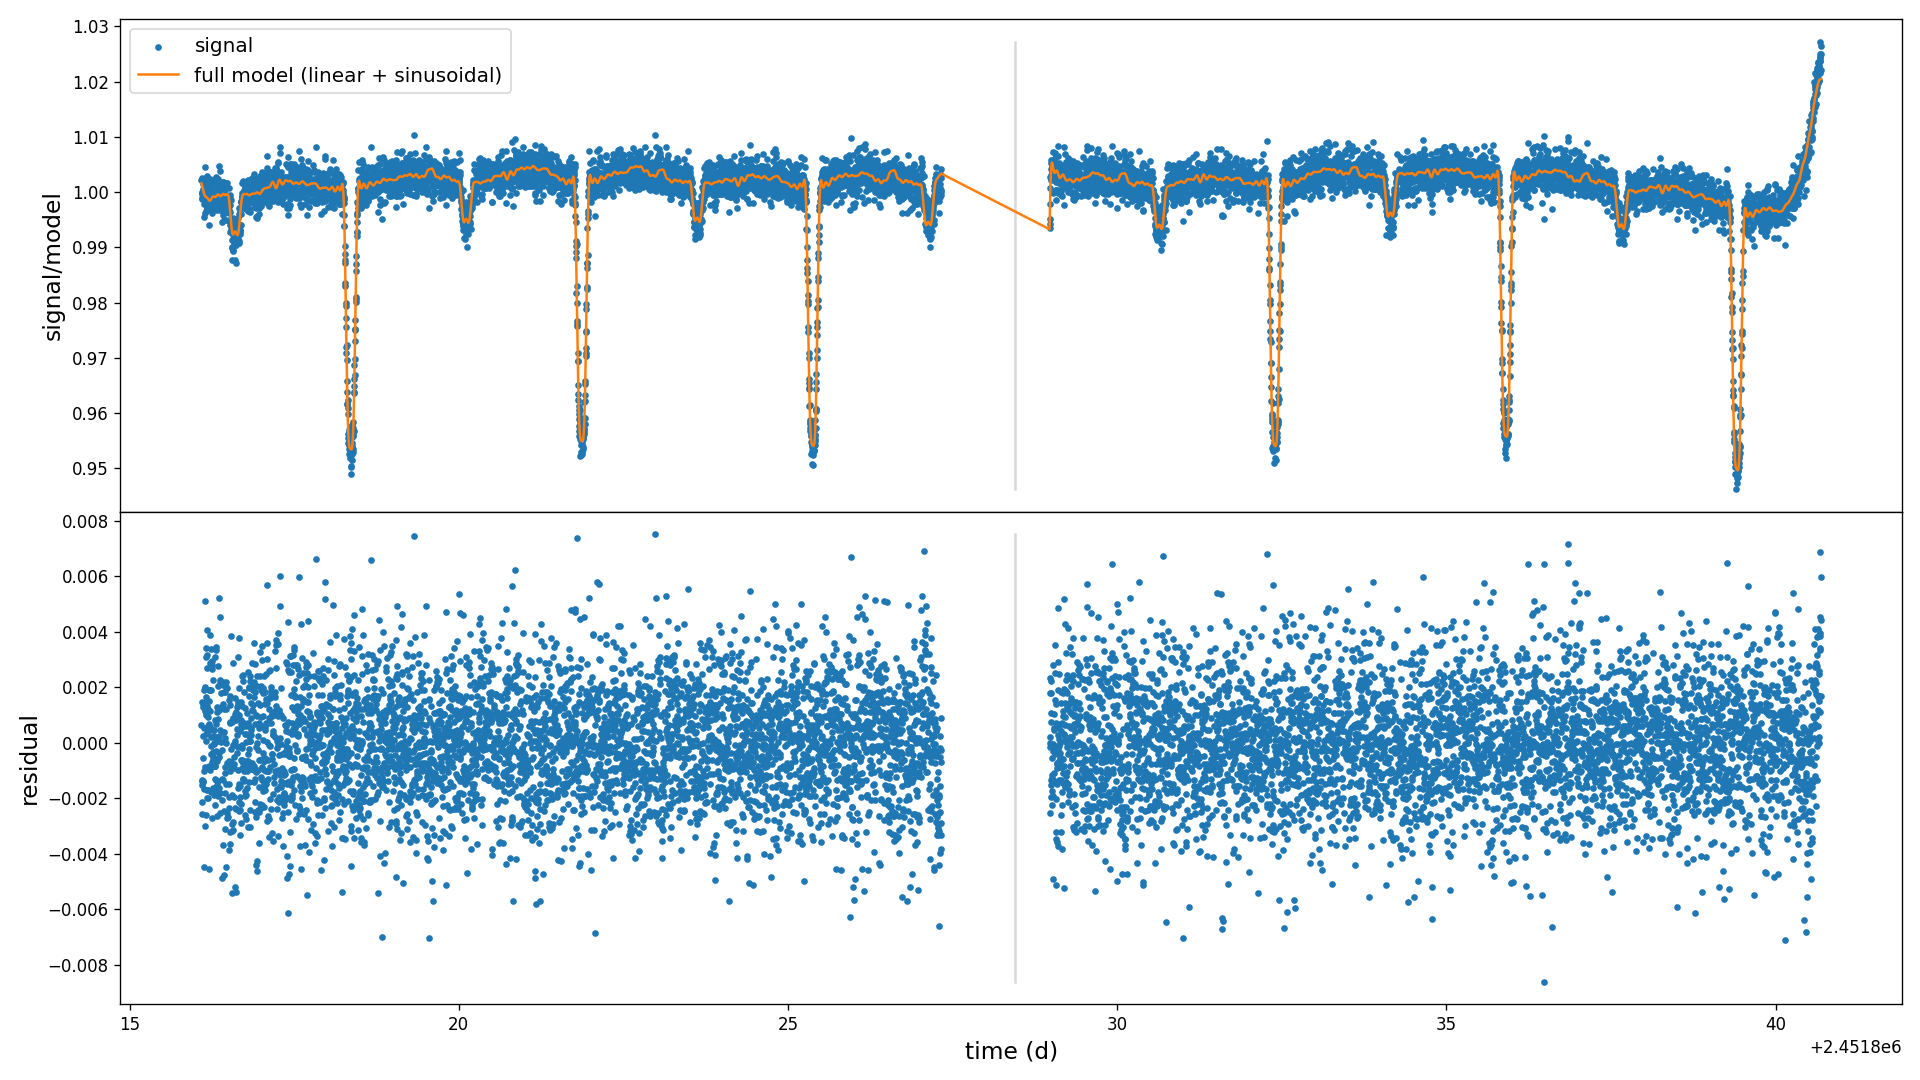 signal
full model (linear + sinusoidal)
signal/model
1.03
1.02
1.01
1.00
0.99
0.98
0.97
0.96
0.95
residual
0.008
0.006
0.004
0.002
0.000
−0.002
−0.004
−0.006
−0.008
15 20 25 30 35 40
time (d)
+2.4518e6